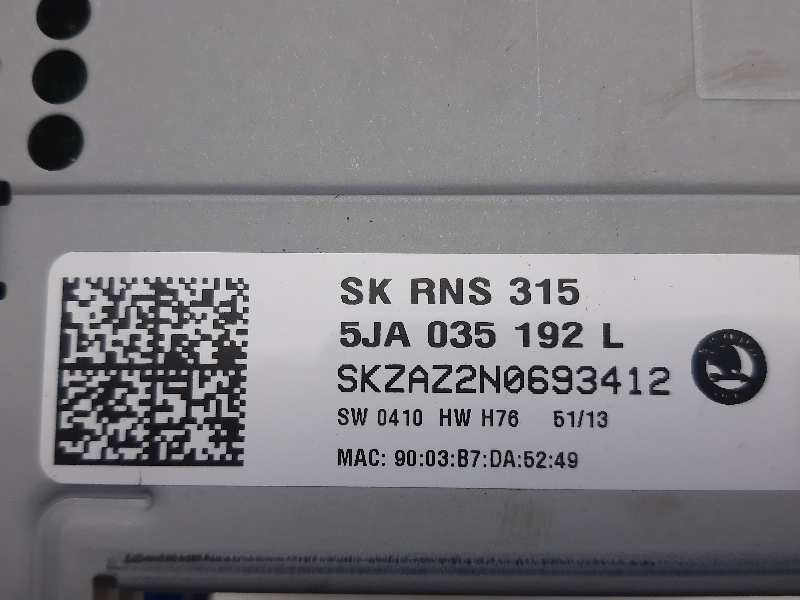 SK RNS 315
5JA 035 192 L
SKZAZ2N0693412
SW 0410 HW H76 51/13
MAC: 90:03:B7:DA:52:49